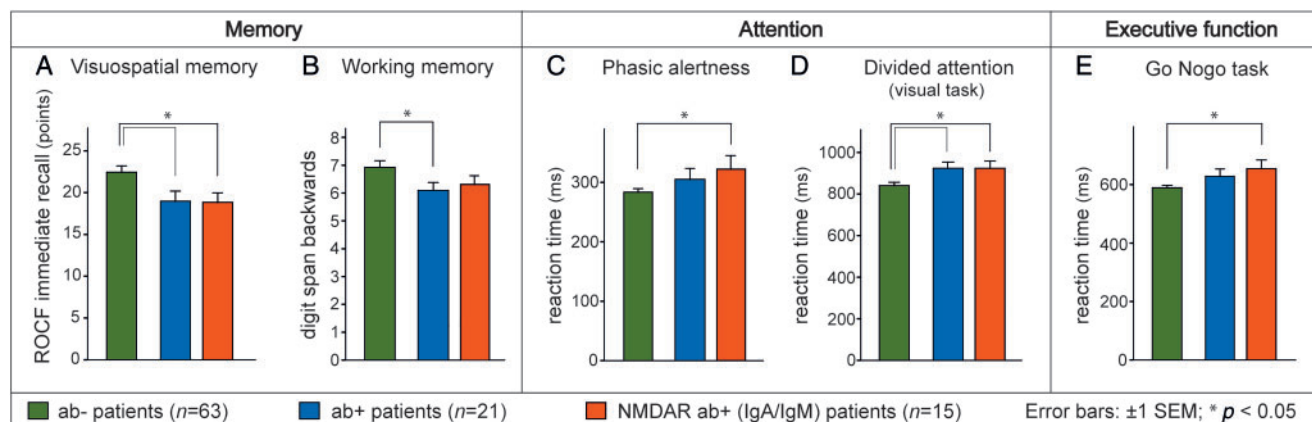 Memory
Attention
Executive function
A Visuospatial memory
ROCF immediate recall (points)
25
20
15
10
5
0
*
B Working memory
digit span backwards
8
7
6
5
4
3
2
1
0
*
C Phasic alertness
reaction time (ms)
300
100
0
*
D Divided attention
(visual task)
reaction time (ms)
1000
800
600
400
200
0
*
E Go Nogo task
reaction time (ms)
600
600
0
*
ab- patients (n=63)
ab+ patients (n=21)
NMDAR ab+ (IgA/IgM) patients (n=15)
Error bars: ±1 SEM; * p < 0.05